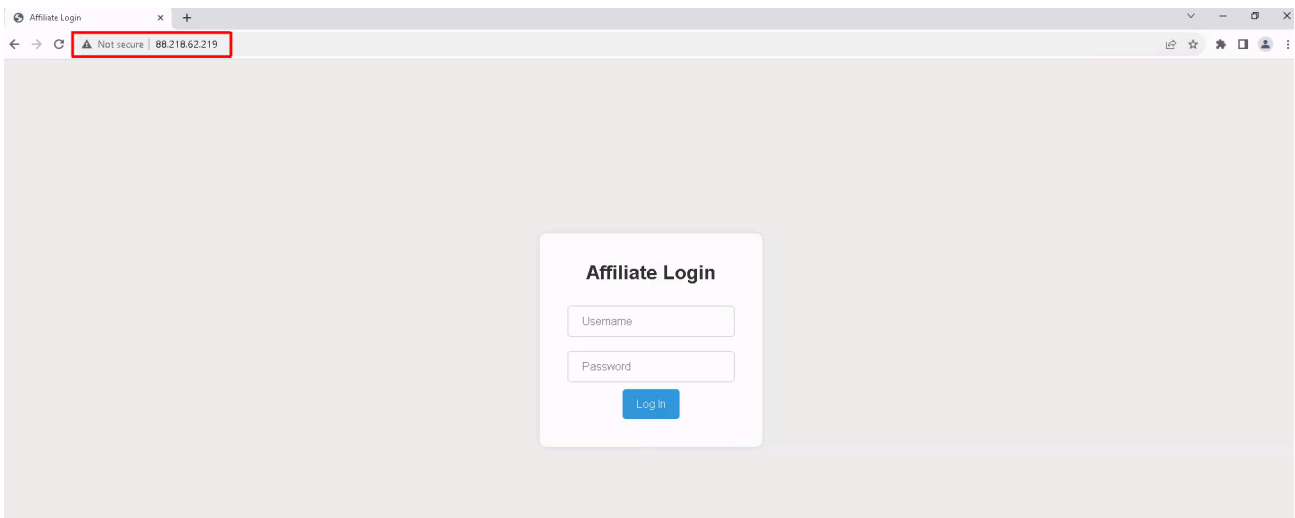 Affiliate Login
Not secure | 88.218.62.219
Affiliate Login
Username
Password
Log In